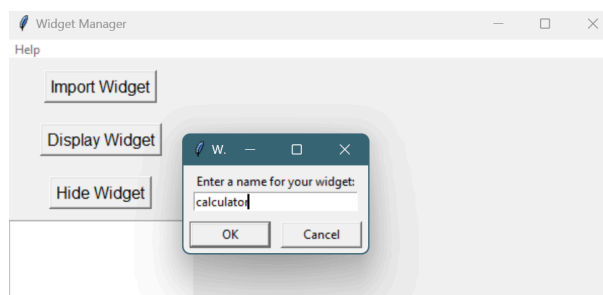 Widget Manager
Help
Import Widget
Display Widget
Hide Widget
W.
Enter a name for your widget:
calculator
OK
Cancel